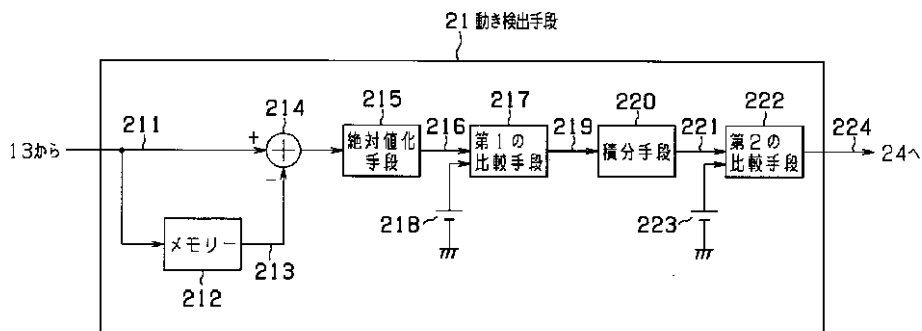 21 動き検出手段
13から
211
+
-
214
215
絶対値化
手段
216
217
第1の
比較手段
218
219
220
積分手段
221
222
第2の
比較手段
223
224
24へ
メモリー
212
213